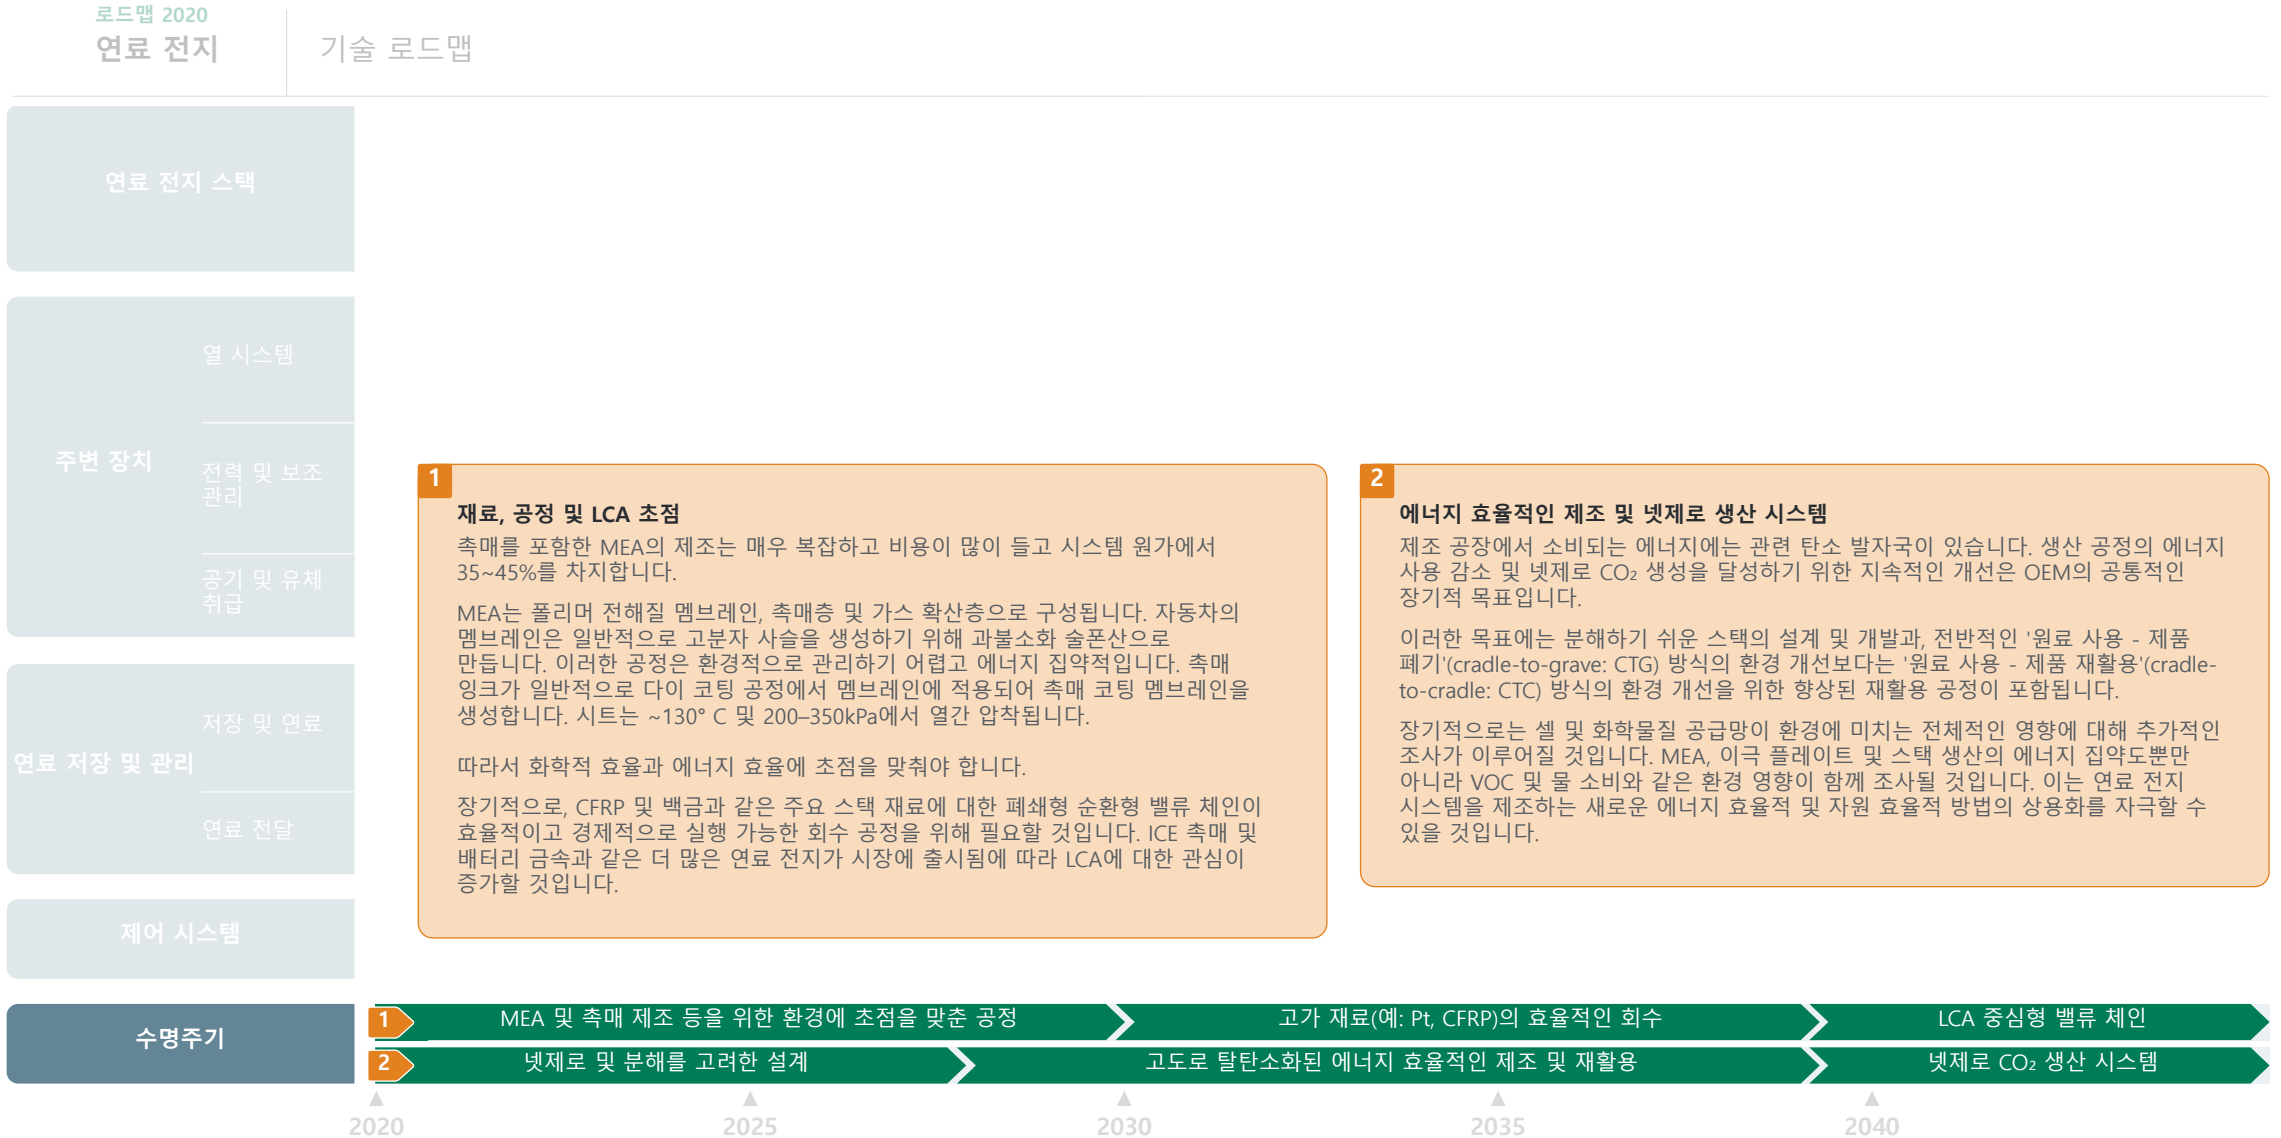 로드맵 2020
연료 전지
기술 로드맵
연료 전지 스택
주변 장치
열 시스템
전력 및 보조
관리
공기 및 유체
취급
연료 저장 및 관리
저장 및 연료
연료 전달
제어 시스템
수명주기
1
재료, 공정 및 LCA 초점
촉매를 포함한 MEA의 제조는 매우 복잡하고 비용이 많이 들고 시스템 원가에서
35~45%를 차지합니다.
MEA는 폴리머 전해질 멤브레인, 촉매층 및 가스 확산층으로 구성됩니다. 자동차의
멤브레인은 일반적으로 고분자 사슬을 생성하기 위해 과불소화 술폰산으로
만듭니다. 이러한 공정은 환경적으로 관리하기 어렵고 에너지 집약적입니다. 촉매
잉크가 일반적으로 다이 코팅 공정에서 멤브레인에 적용되어 촉매 코팅 멤브레인을
생성합니다. 시트는 ~130° C 및 200–350kPa에서 열간 압착됩니다.
따라서 화학적 효율과 에너지 효율에 초점을 맞춰야 합니다.
장기적으로, CFRP 및 백금과 같은 주요 스택 재료에 대한 폐쇄형 순환형 밸류 체인이
효율적이고 경제적으로 실행 가능한 회수 공정을 위해 필요할 것입니다. ICE 촉매 및
배터리 금속과 같은 더 많은 연료 전지가 시장에 출시됨에 따라 LCA에 대한 관심이
증가할 것입니다.
2
에너지 효율적인 제조 및 넷제로 생산 시스템
제조 공장에서 소비되는 에너지에는 관련 탄소 발자국이 있습니다. 생산 공정의 에너지
사용 감소 및 넷제로 CO₂ 생성을 달성하기 위한 지속적인 개선은 OEM의 공통적인
장기적 목표입니다.
이러한 목표에는 분해하기 쉬운 스택의 설계 및 개발과, 전반적인 '원료 사용 - 제품
폐기'(cradle-to-grave: CTG) 방식의 환경 개선보다는 '원료 사용 - 제품 재활용'(cradle-
to-cradle: CTC) 방식의 환경 개선을 위한 향상된 재활용 공정이 포함됩니다.
장기적으로는 셀 및 화학물질 공급망이 환경에 미치는 전체적인 영향에 대해 추가적인
조사가 이루어질 것입니다. MEA, 이극 플레이트 및 스택 생산의 에너지 집약도뿐만
아니라 VOC 및 물 소비와 같은 환경 영향이 함께 조사될 것입니다. 이는 연료 전지
시스템을 제조하는 새로운 에너지 효율적 및 자원 효율적 방법의 상용화를 자극할 수
있을 것입니다.
1
MEA 및 촉매 제조 등을 위한 환경에 초점을 맞춘 공정
고가 재료(예: Pt, CFRP)의 효율적인 회수
LCA 중심형 밸류 체인
2
넷제로 및 분해를 고려한 설계
고도로 탈탄소화된 에너지 효율적인 제조 및 재활용
넷제로 CO₂ 생산 시스템
2020
2025
2030
2035
2040